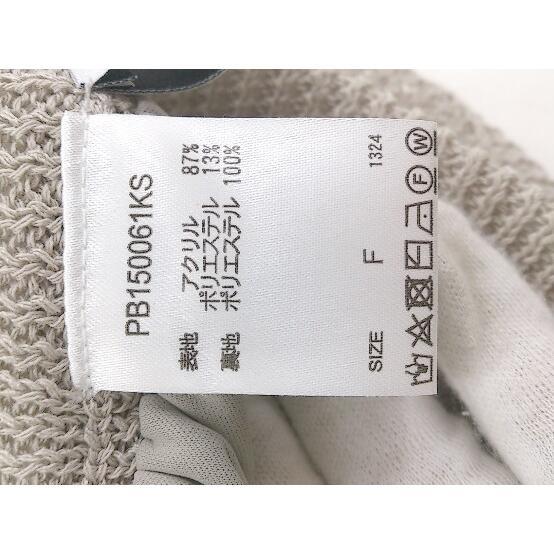 PB150061KS
表地 アクリル 87%
ポリエステル 13%
裏地 ポリエステル 100%
SIZE F 1324
F W